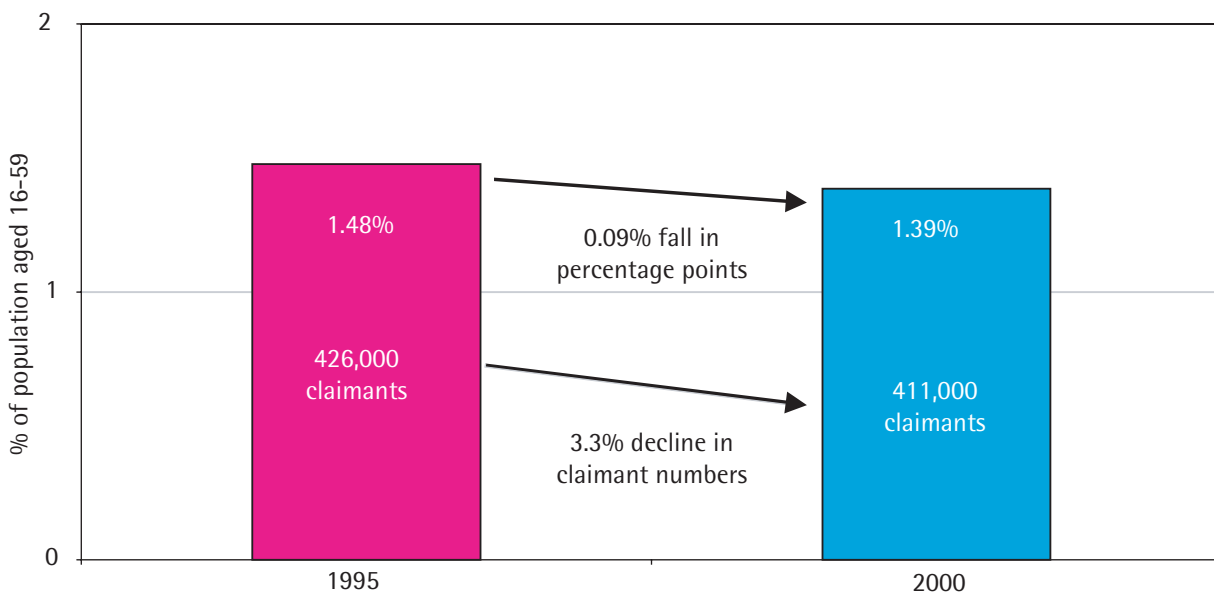 2
% of population aged 16-59
1.48%
1.39%
0.09% fall in
percentage points
1
426,000
claimants
411,000
claimants
3.3% decline in
claimant numbers
0
1995
2000